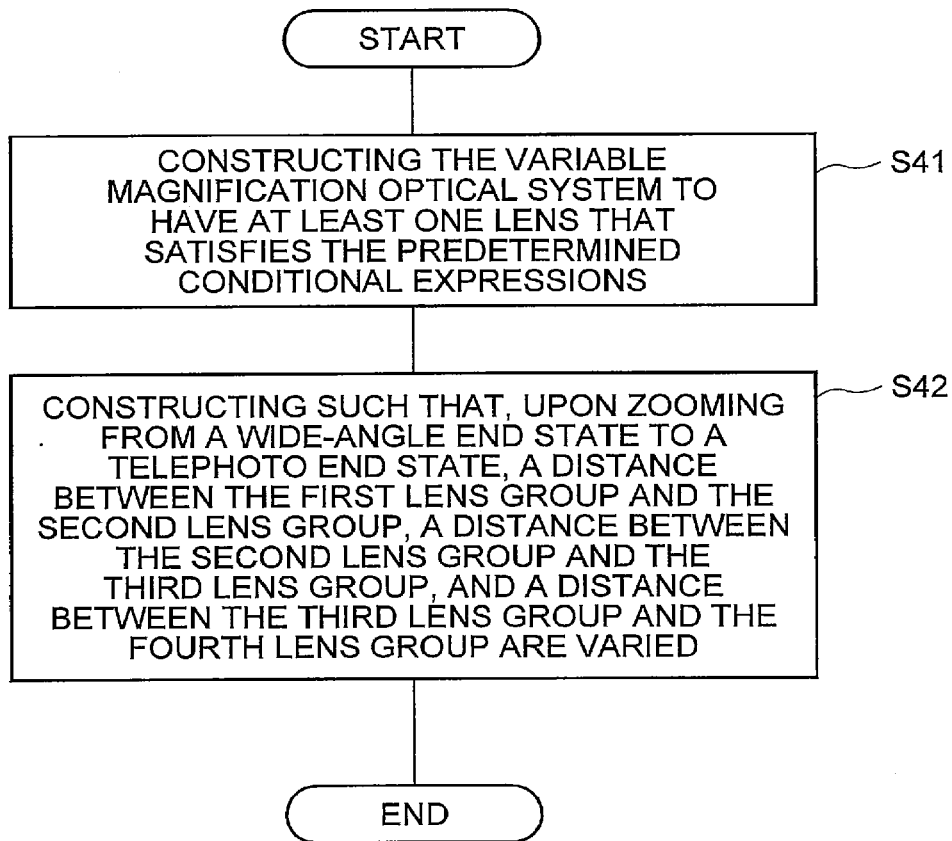 START
CONSTRUCTING THE VARIABLE
MAGNIFICATION OPTICAL SYSTEM TO
HAVE AT LEAST ONE LENS THAT
SATISFIES THE PREDETERMINED
CONDITIONAL EXPRESSIONS
S41
CONSTRUCTING SUCH THAT, UPON ZOOMING
FROM A WIDE-ANGLE END STATE TO A
TELEPHOTO END STATE, A DISTANCE
BETWEEN THE FIRST LENS GROUP AND THE
SECOND LENS GROUP, A DISTANCE BETWEEN
THE SECOND LENS GROUP AND THE
THIRD LENS GROUP, AND A DISTANCE
BETWEEN THE THIRD LENS GROUP AND THE
FOURTH LENS GROUP ARE VARIED
S42
END